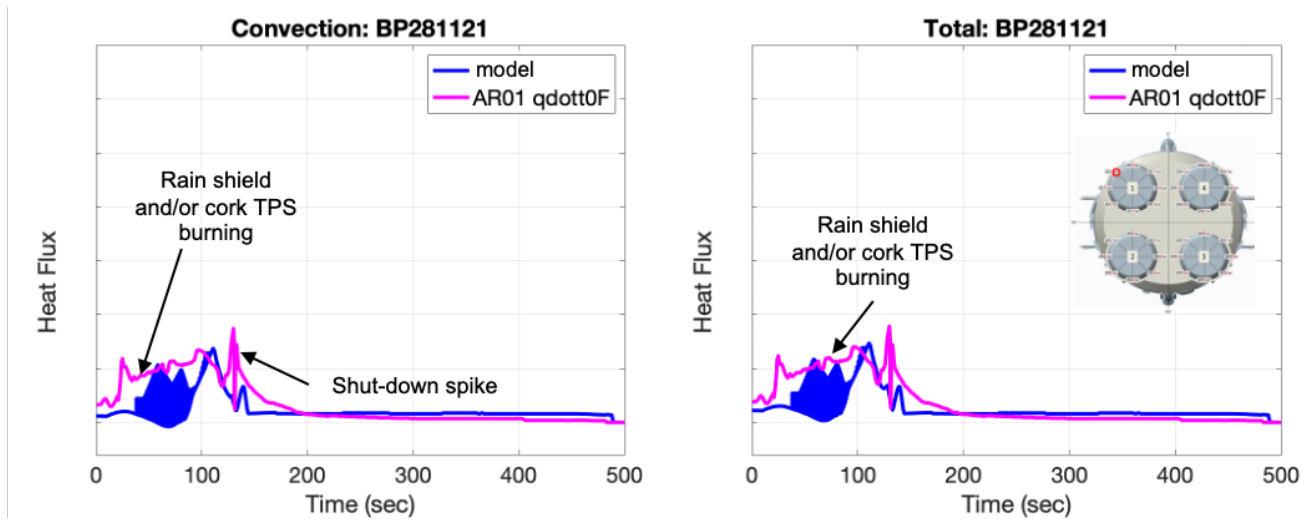 Convection: BP281121
model
AR01 qdott0F
Rain shield
and/or cork TPS
burning
Shut-down spike
Heat Flux
0
100
200
300
400
500
Time (sec)
Total: BP281121
model
AR01 qdott0F
Rain shield
and/or cork TPS
burning
1
4
2
3
Heat Flux
0
100
200
300
400
500
Time (sec)